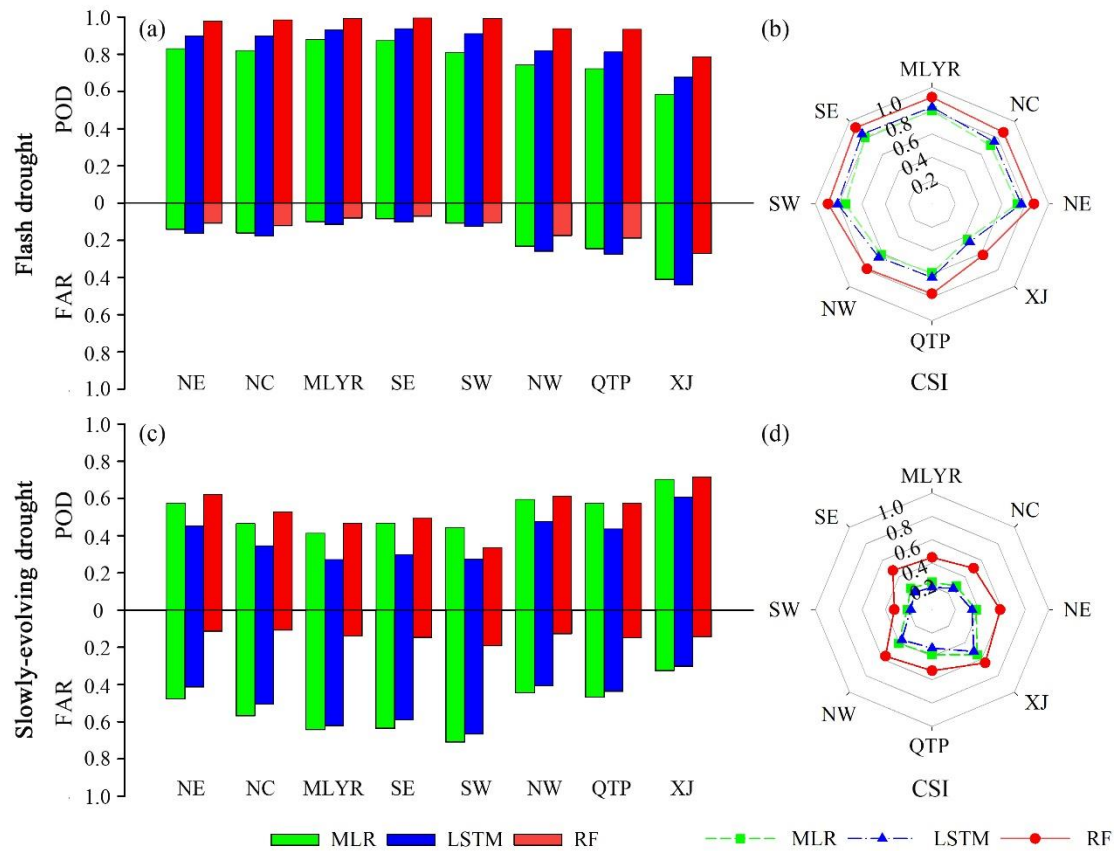 (a)
1.0
0.8
0.6
0.4
0.2
0
0.2
0.4
0.6
0.8
1.0
POD
FAR
Flash drought
NE NC MLYR SE SW NW QTP XJ
(b)
MLYR
NC
NE
XJ
QTP
NW
SW
SE
1.0
0.8
0.6
0.4
0.2
CSI
(c)
1.0
0.8
0.6
0.4
0.2
0
0.2
0.4
0.6
0.8
1.0
POD
FAR
Slowly-evolving drought
NE NC MLYR SE SW NW QTP XJ
(d)
MLYR
NC
NE
XJ
QTP
NW
SW
SE
1.0
0.8
0.6
0.4
0.2
CSI
MLR LSTM RF
MLR LSTM RF